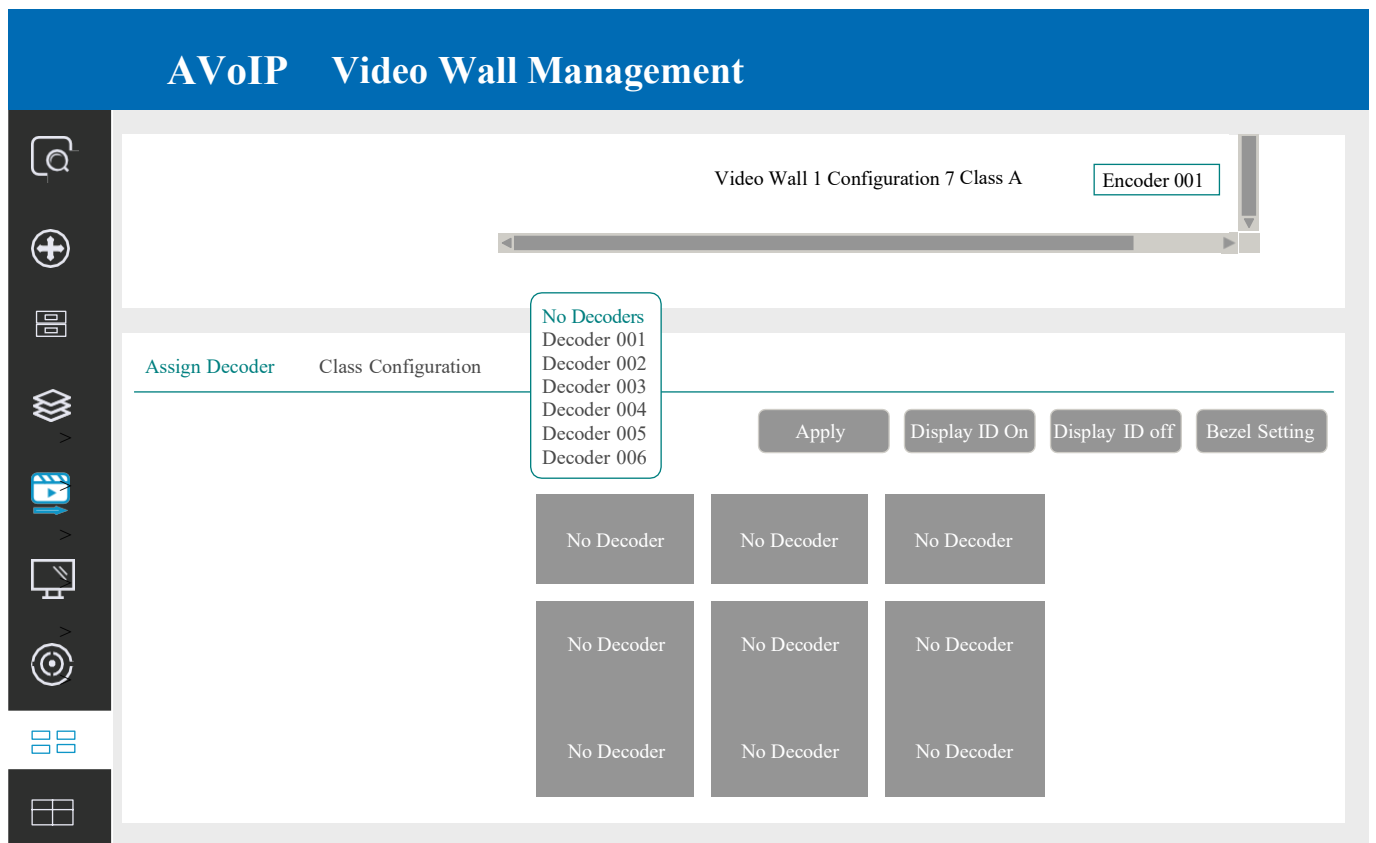 AVoIP Video Wall Management
Video Wall 1 Configuration 7 Class A
Encoder 001
No Decoders
Decoder 001
Decoder 002
Decoder 003
Decoder 004
Decoder 005
Decoder 006
Assign Decoder Class Configuration
Apply Display ID On Display ID off Bezel Setting
>
>
>
>
>
>
No Decoder No Decoder No Decoder
No Decoder No Decoder No Decoder
No Decoder No Decoder No Decoder